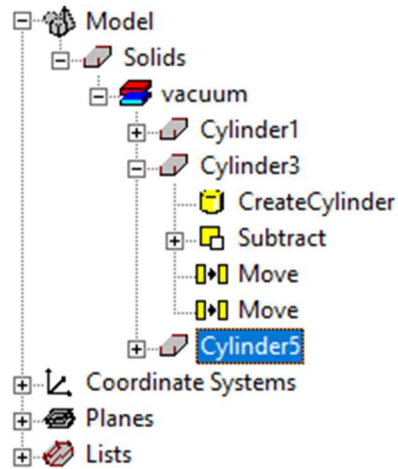 Model
Solids
vacuum
Cylinder1
Cylinder3
CreateCylinder
Subtract
Move
Move
Cylinder5
Coordinate Systems
Planes
Lists